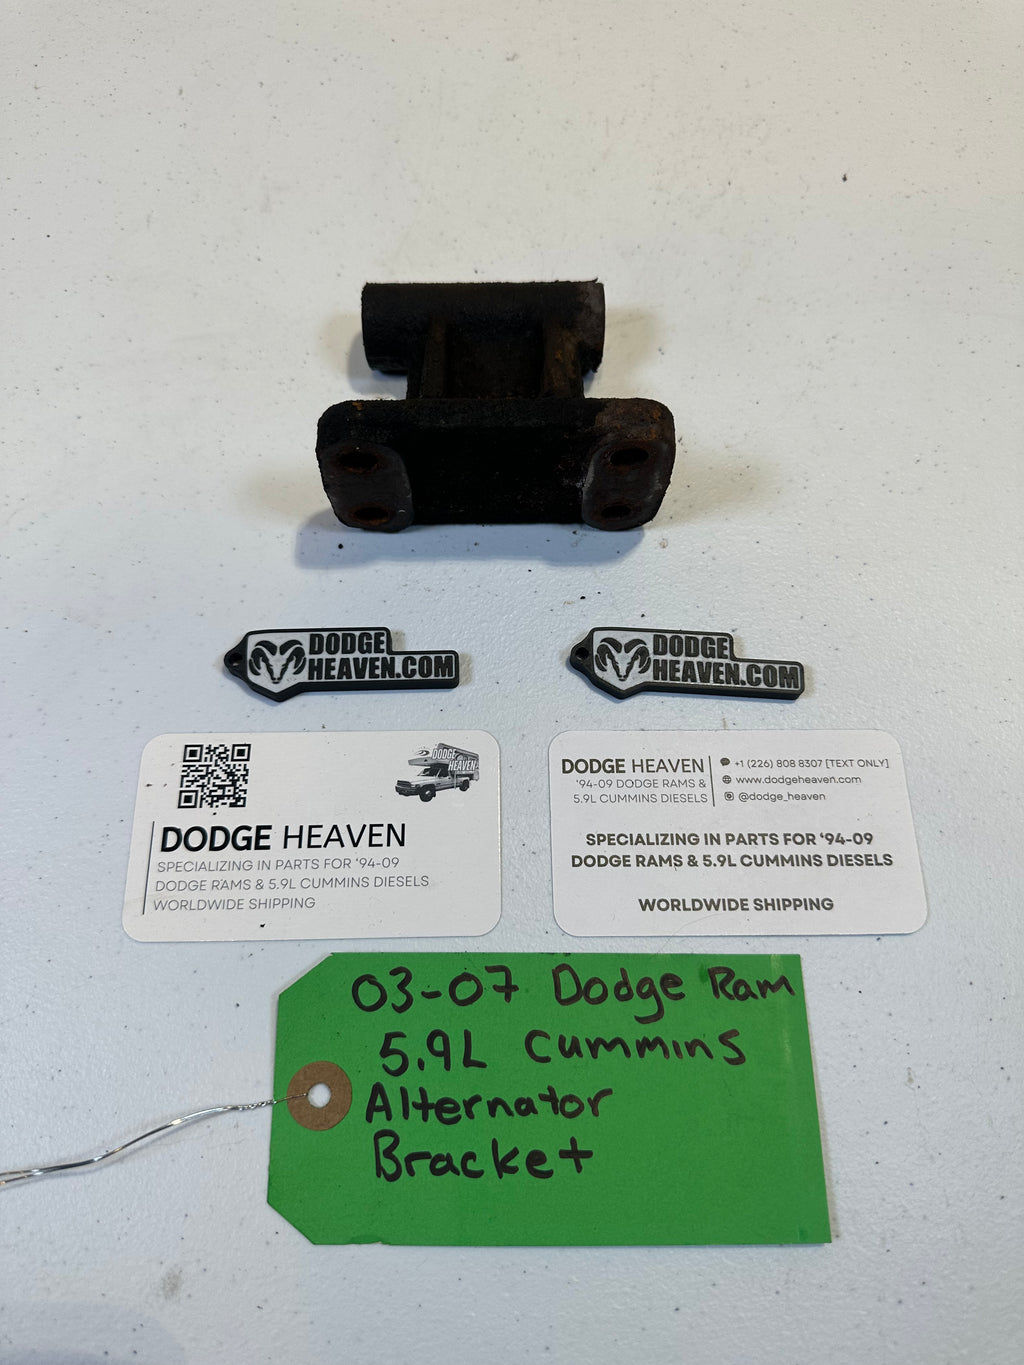 DODGE
HEAVEN.COM
DODGE
HEAVEN.COM
DODGE
HEAVEN
DODGE HEAVEN
SPECIALIZING IN PARTS FOR '94-09
DODGE RAMS & 5.9L CUMMINS DIESELS
WORLDWIDE SHIPPING
DODGE HEAVEN
'94-09 DODGE RAMS &
5.9L CUMMINS DIESELS
+1 (226) 808 8307 [TEXT ONLY]
www.dodgeheaven.com
@dodge_heaven
SPECIALIZING IN PARTS FOR '94-09
DODGE RAMS & 5.9L CUMMINS DIESELS
WORLDWIDE SHIPPING
03-07 Dodge Ram
5.9L Cummins
Alternator
Bracket